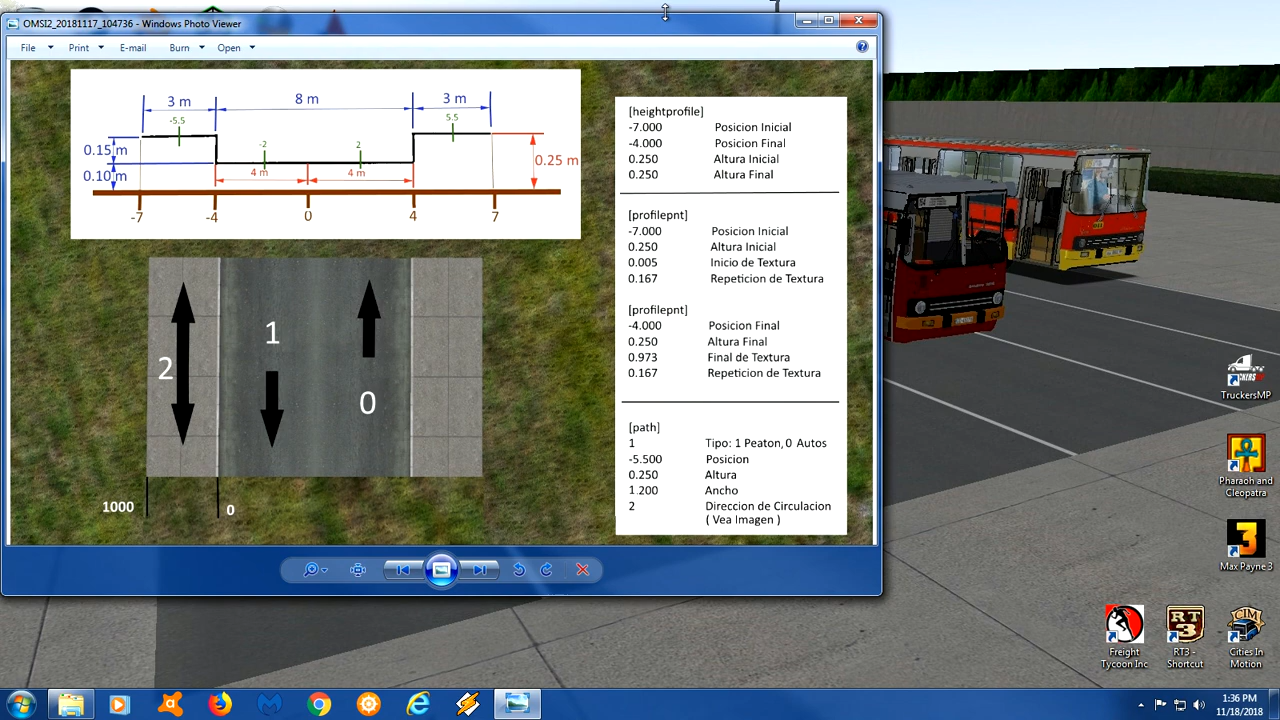 OMSI2_20181117_104736 - Windows Photo Viewer
File Print E-mail Burn Open
3 m 8 m 3 m
-5.5 5.5
-2 2
0.15 m
0.10 m
4 m 4 m
0.25 m
-7 -4 0 4 7
1
2
0
1000 0
[heightprofile]
-7.000 Posicion Inicial
-4.000 Posicion Final
0.250 Altura Inicial
0.250 Altura Final
[profilepnt]
-7.000 Posicion Inicial
0.250 Altura Inicial
0.005 Inicio de Textura
0.167 Repeticion de Textura
[profilepnt]
-4.000 Posicion Final
0.250 Altura Final
0.973 Final de Textura
0.167 Repeticion de Textura
[path]
1 Tipo: 1 Peaton, 0 Autos
-5.500 Posicion
0.250 Altura
1.200 Ancho
2 Direccion de Circulacion
( Vea Imagen )
TruckersMP
Pharaoh and
Cleopatra
3
Max Payne 3
RT
3
CIM
Freight
Tycoon Inc
RT3 -
Shortcut
Cities In
Motion
1:36 PM
11/18/2018